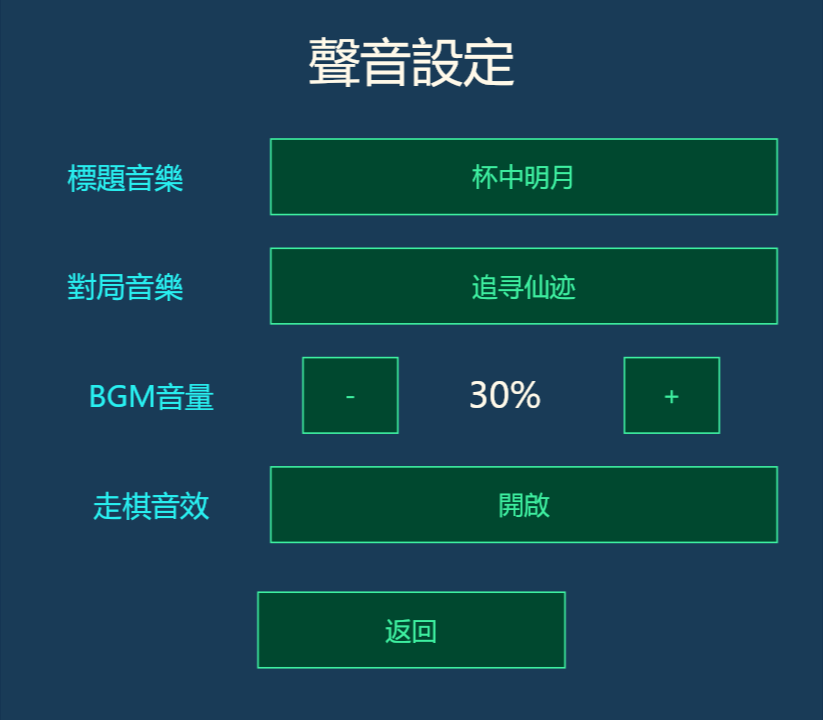 聲音設定
標題音樂 杯中明月
對局音樂 追寻仙迹
BGM音量 - 30% +
走棋音效 開啟
返回